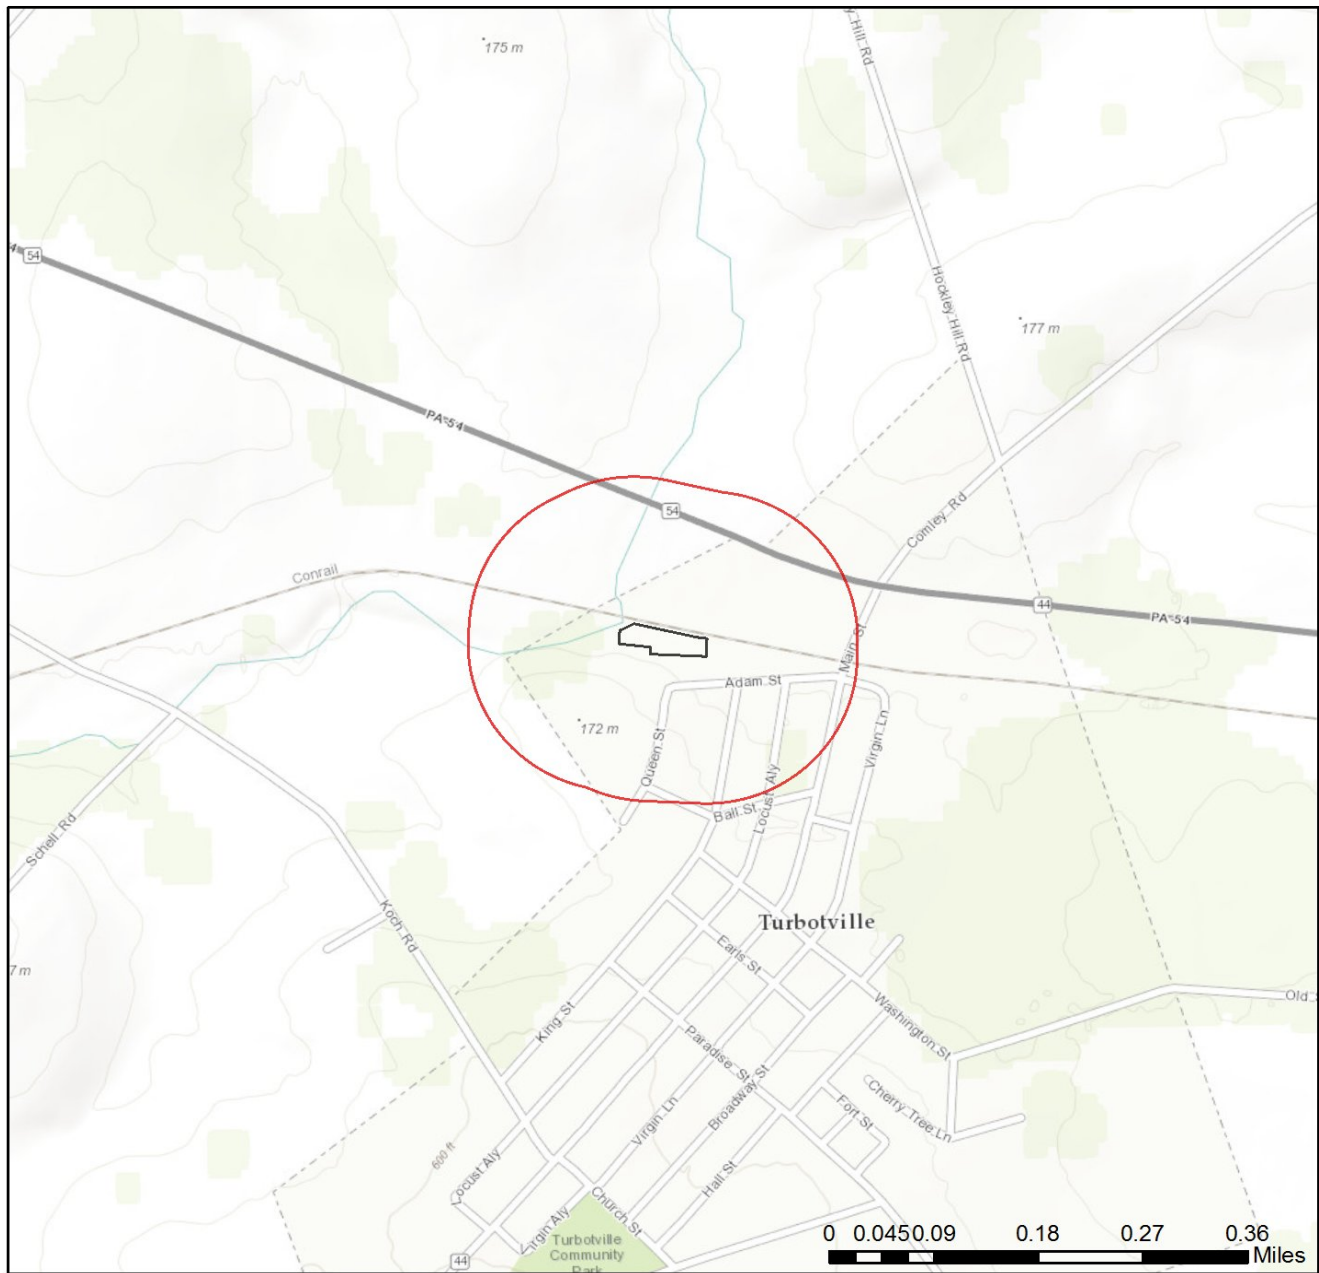 175 m
y Hill Rd
4
54
Hockley Hill Rd
177 m
PA-54
54
Comley Rd
Conrail
44
PA-54
Main St
Adam St
172 m
Queen St
Virgin Ln
Locust Aly
Ball St
Schell Rd
Koch Rd
Turbotville
Earls St
7 m
Old
King St
Washington St
Paradise St
Broadway St
Cherry Tree Ln
Fort St
Virgin Ln
600 ft
Locust Aly
Hall St
Church St
Virgin Aly
Turbotville
Community
Park
44
0 0.045 0.09 0.18 0.27 0.36
Miles